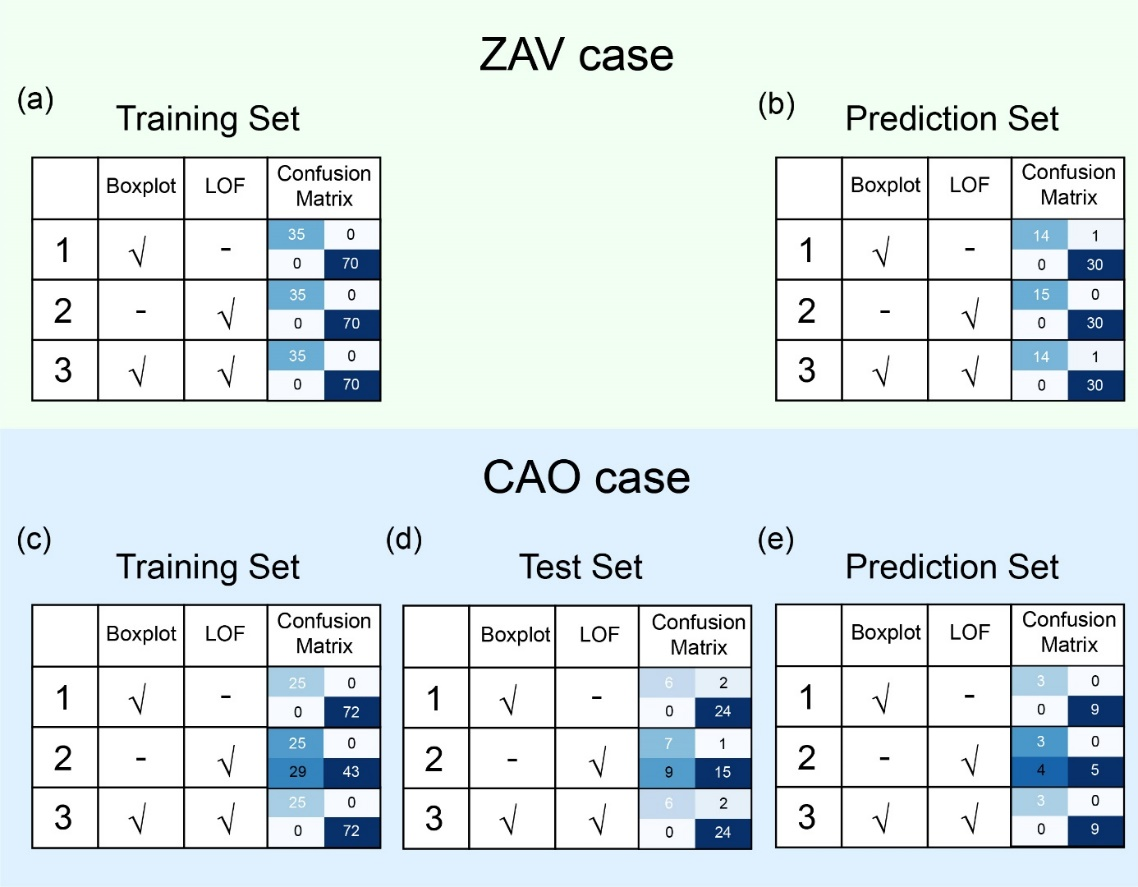 ZAV case
(a)
Training Set
Boxplot LOF Confusion Matrix
1 √ - 35 0
0 70
2 - √ 35 0
0 70
3 √ √ 35 0
0 70
(b)
Prediction Set
Boxplot LOF Confusion Matrix
1 √ - 14 1
0 30
2 - √ 15 0
0 30
3 √ √ 14 1
0 30
CAO case
(c)
Training Set
Boxplot LOF Confusion Matrix
1 √ - 25 0
0 72
2 - √ 25 0
29 43
3 √ √ 25 0
0 72
(d)
Test Set
Boxplot LOF Confusion Matrix
1 √ - 6 2
0 24
2 - √ 7 1
9 15
3 √ √ 6 2
0 24
(e)
Prediction Set
Boxplot LOF Confusion Matrix
1 √ - 3 0
0 9
2 - √ 3 0
4 5
3 √ √ 3 0
0 9